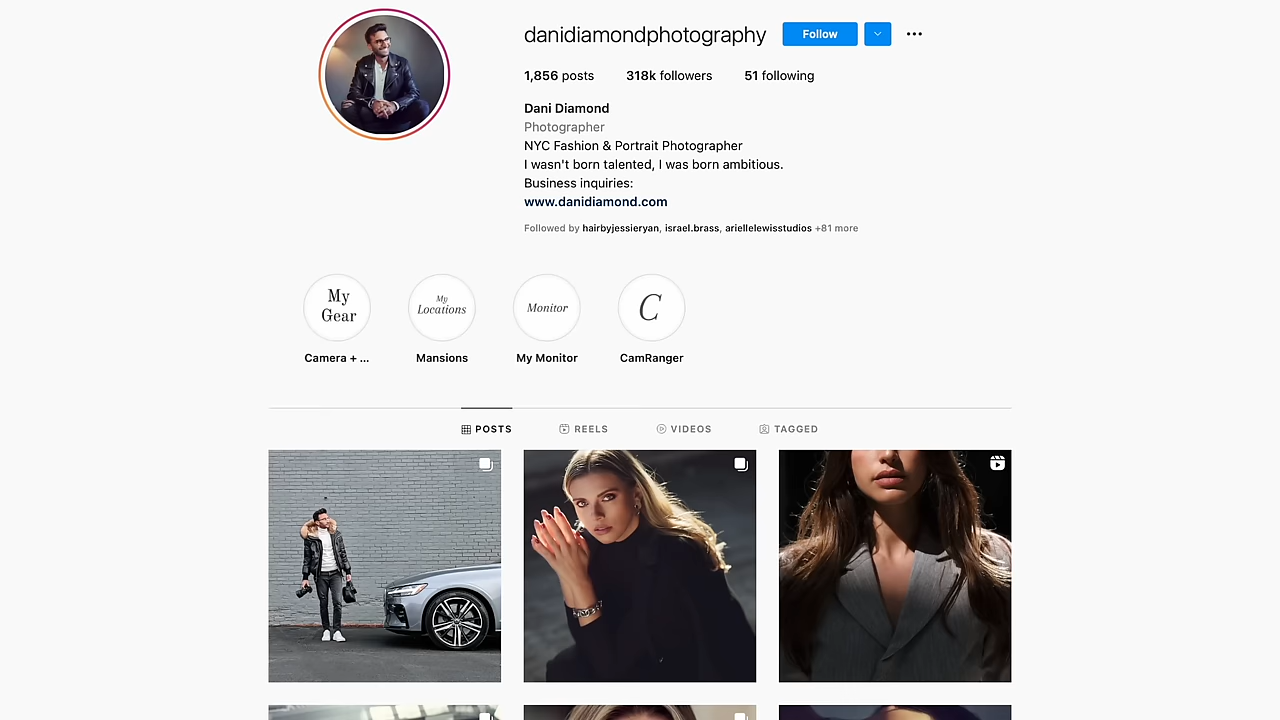 danidiamondphotography
Follow
1,856 posts 318k followers 51 following
Dani Diamond
Photographer
NYC Fashion & Portrait Photographer
I wasn't born talented, I was born ambitious.
Business inquiries:
www.danidiamond.com
Followed by hairbyjessieryan, israel.brass, ariellelewisstudios +81 more
My
Gear
My
Locations
Monitor
C
Camera + ...
Mansions
My Monitor
CamRanger
POSTS
REELS
VIDEOS
TAGGED